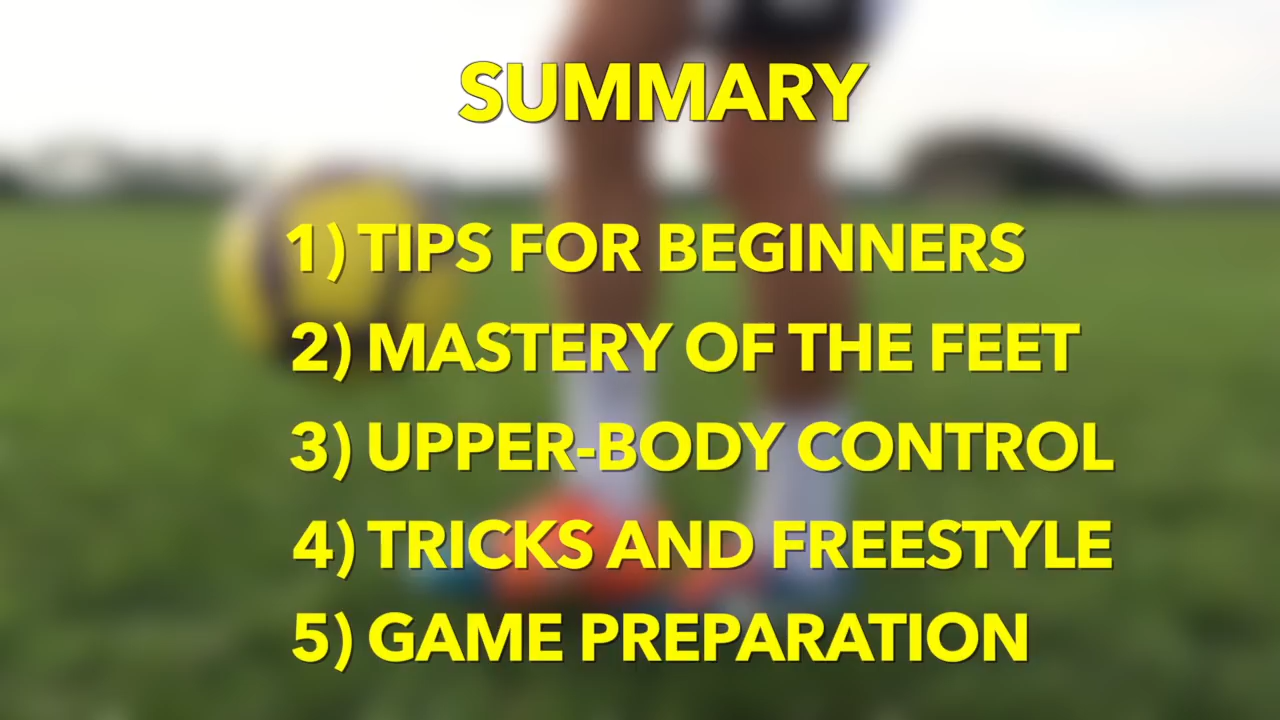 SUMMARY
1) TIPS FOR BEGINNERS
2) MASTERY OF THE FEET
3) UPPER-BODY CONTROL
4) TRICKS AND FREESTYLE
5) GAME PREPARATION